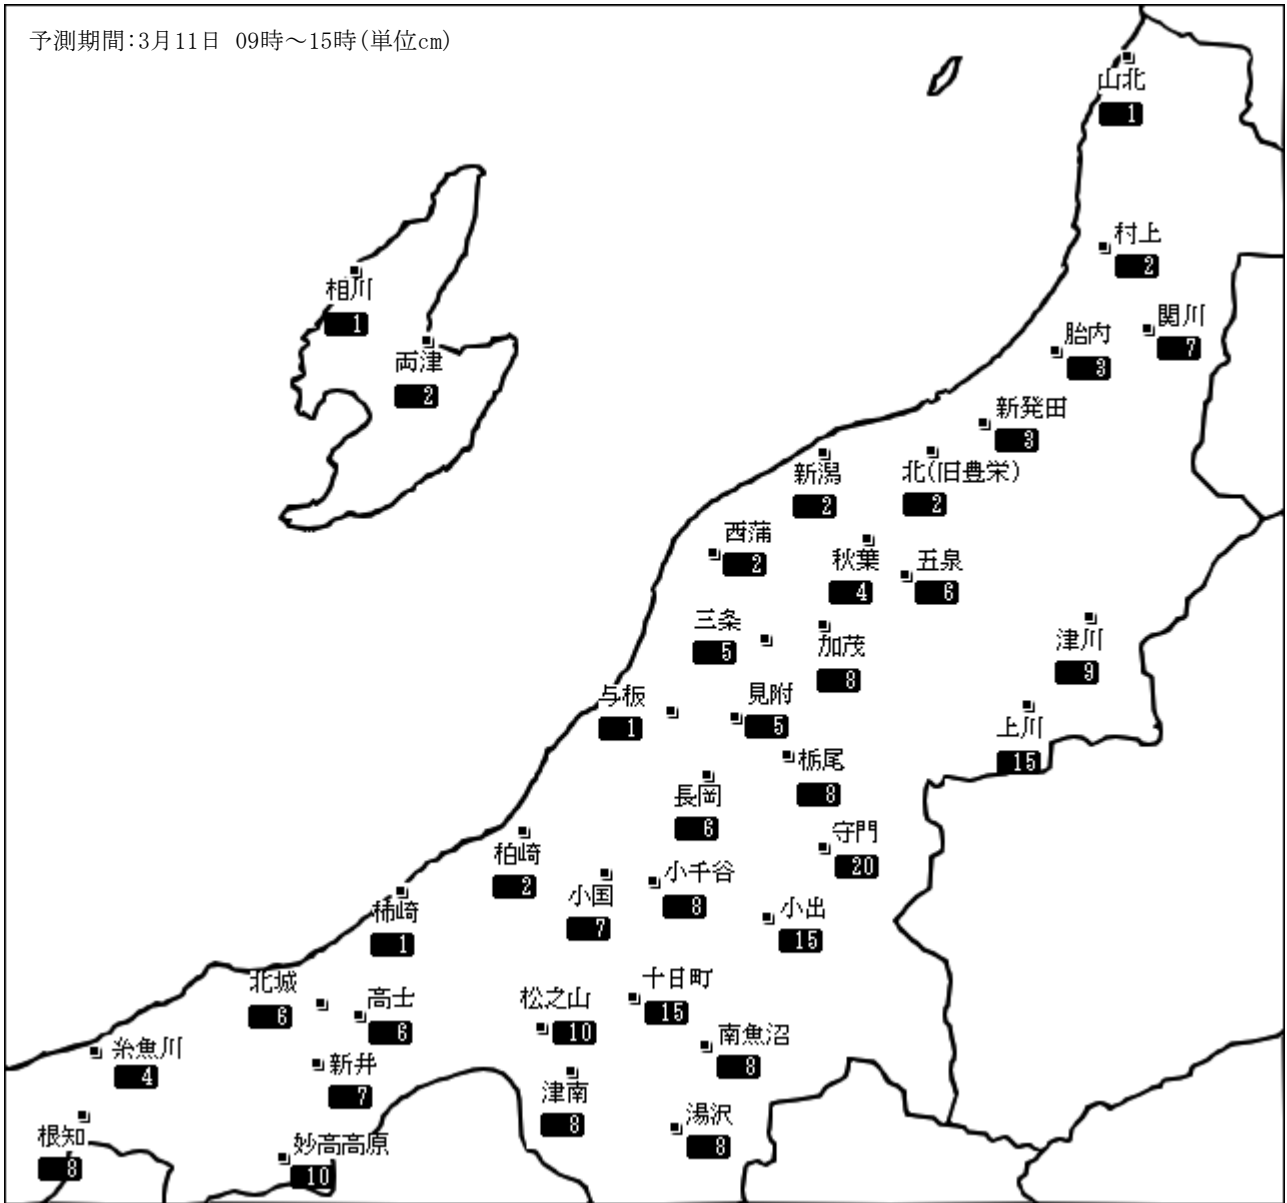 予測期間:3月11日 09時～15時(単位cm)
山北
1
村上
2
相川
1
関川
7
胎内
3
両津
2
新発田
3
新潟
2
北(旧豊栄)
2
西蒲
2
秋葉
4
五泉
6
三条
5
加茂
8
津川
9
与板
1
見附
5
上川
15
栃尾
8
長岡
6
守門
20
柏崎
2
小国
7
小千谷
8
小出
15
柿崎
1
北城
6
高士
6
松之山
10
十日町
15
糸魚川
4
新井
7
南魚沼
8
津南
8
湯沢
8
根知
8
妙高高原
10